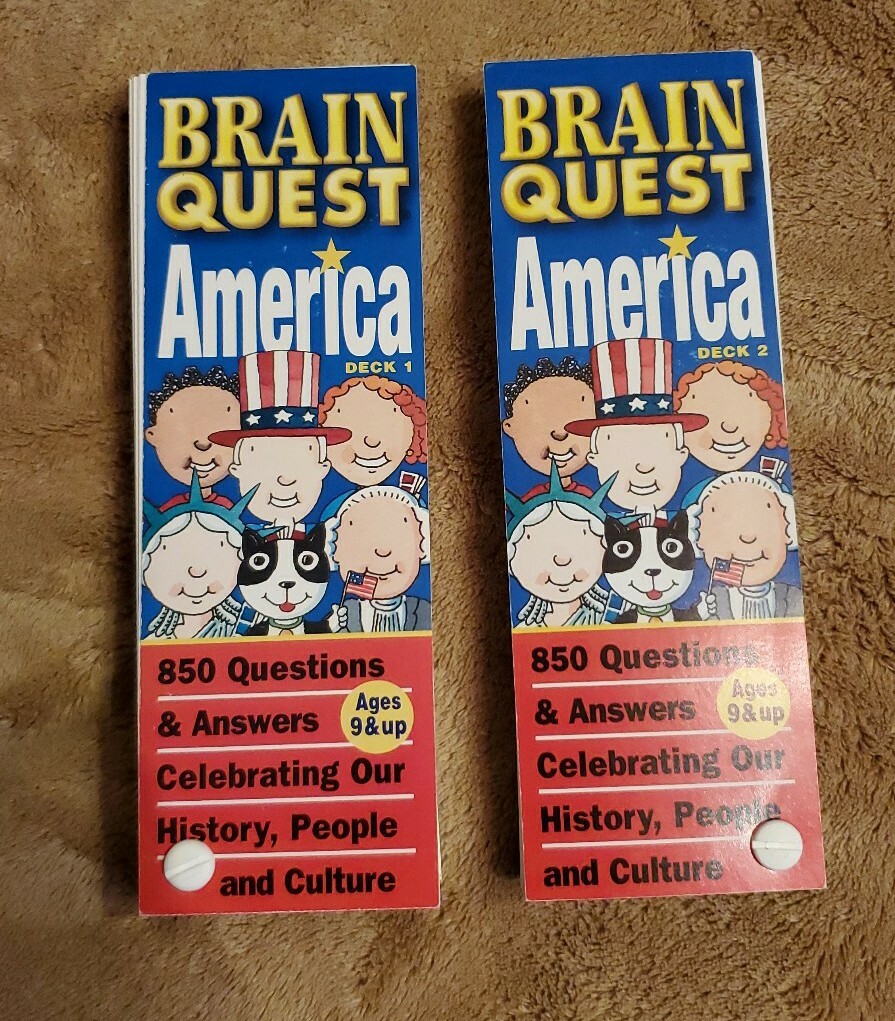 BRAIN
QUEST
America
DECK 1
850 Questions
& Answers
Ages
9&up
Celebrating Our
History, People
and Culture
BRAIN
QUEST
America
DECK 2
850 Questions
& Answers
Ages
9&up
Celebrating Our
History, People
and Culture